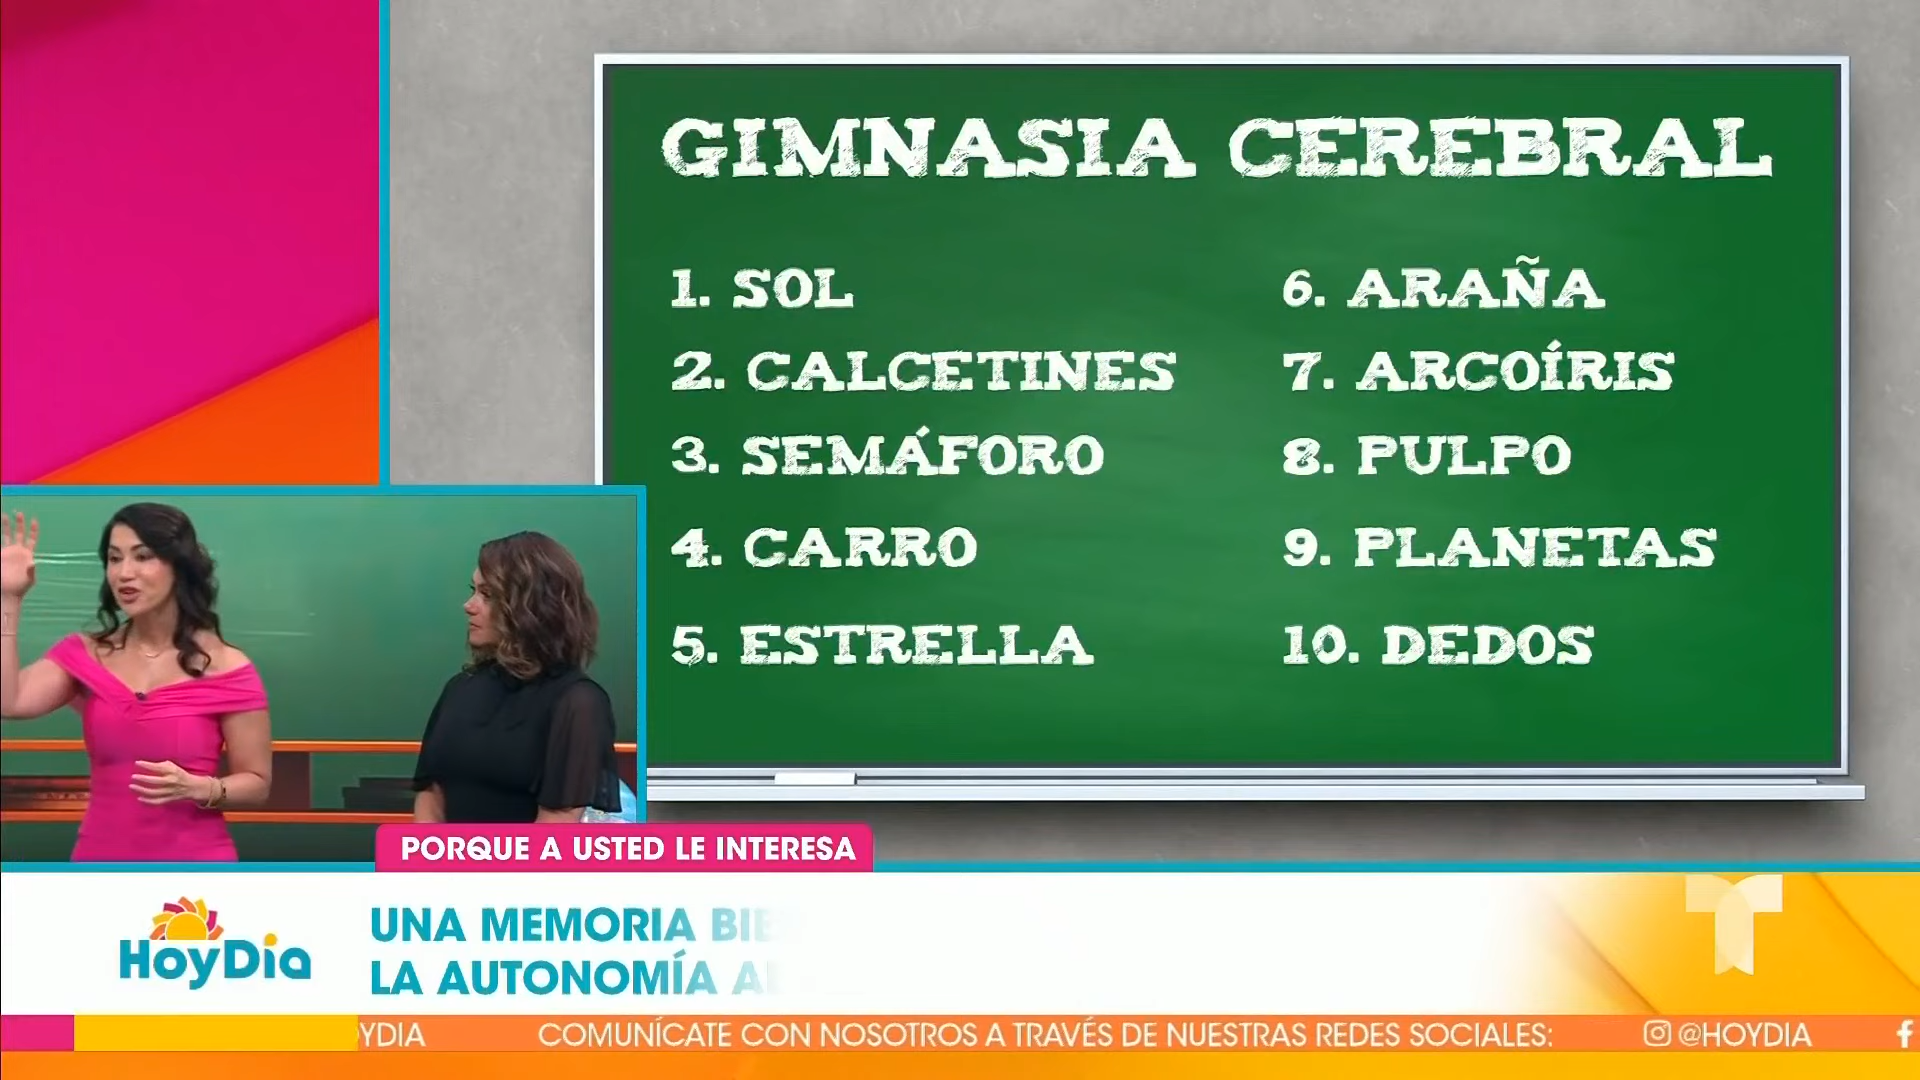 GIMNASIA CEREBRAL
1. SOL
2. CALCETINES
3. SEMÁFORO
4. CARRO
5. ESTRELLA
6. ARAÑA
7. ARCOÍRIS
8. PULPO
9. PLANETAS
10. DEDOS
PORQUE A USTED LE INTERESA
HoyDía
UNA MEMORIA
LA AUTONOMÍA
YDIA COMUNÍCATE CON NOSOTROS A TRAVÉS DE NUESTRAS REDES SOCIALES: @HOYDIA